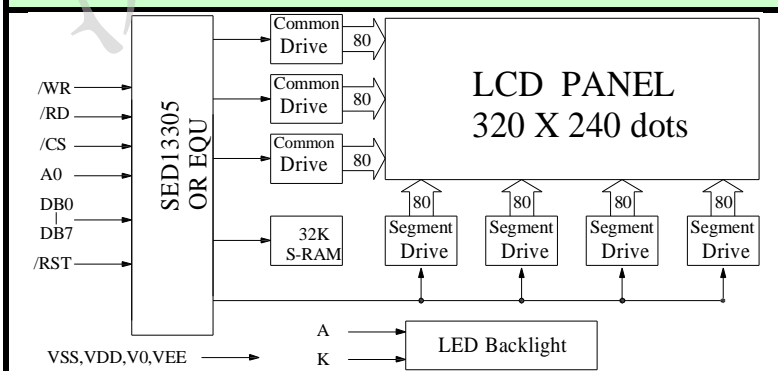 Common
Drive
80
Common
Drive
80
Common
Drive
80
LCD PANEL
320 X 240 dots
/WR
/RD
/CS
A0
DB0
DB7
/RST
SED13305
OR EQU
32K
S-RAM
80
80
80
80
Segment
Drive
Segment
Drive
Segment
Drive
Segment
Drive
VSS,VDD,V0,VEE
A
K
LED Backlight